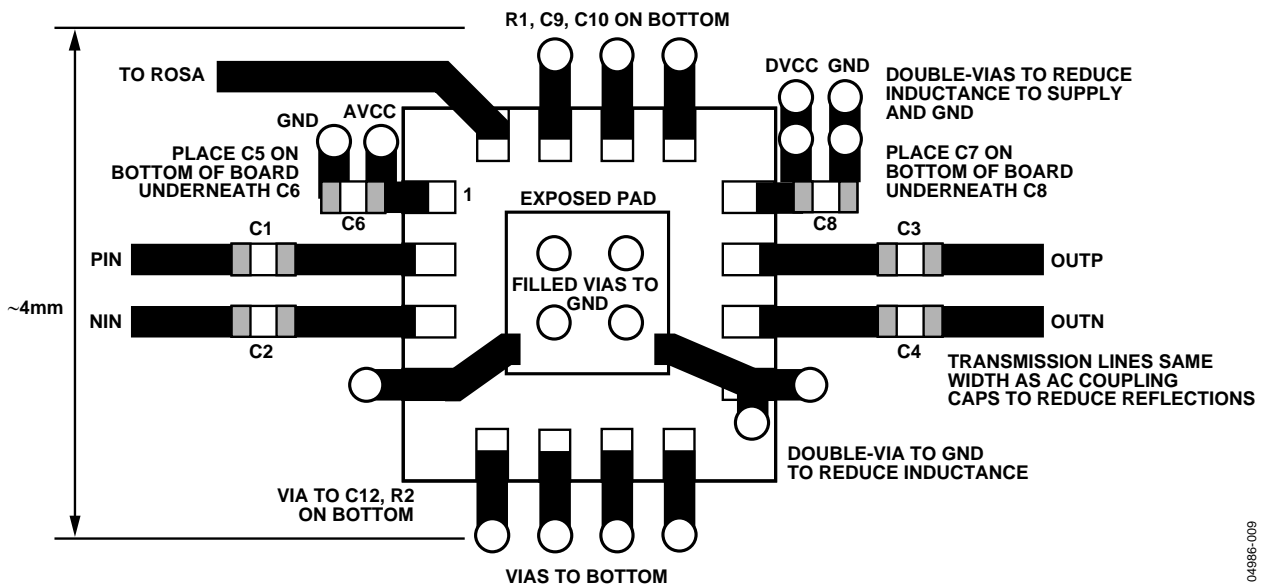 R1, C9, C10 ON BOTTOM
TO ROSA
DVCC GND
DOUBLE-VIAS TO REDUCE
INDUCTANCE TO SUPPLY
AND GND
GND AVCC
PLACE C5 ON
BOTTOM OF BOARD
UNDERNEATH C6
PLACE C7 ON
BOTTOM OF BOARD
UNDERNEATH C8
1
EXPOSED PAD
C6
C8
C1
C3
PIN
OUTP
FILLED VIAS TO
GND
~4mm
NIN
OUTN
C2
C4
TRANSMISSION LINES SAME
WIDTH AS AC COUPLING
CAPS TO REDUCE REFLECTIONS
DOUBLE-VIA TO GND
TO REDUCE INDUCTANCE
VIA TO C12, R2
ON BOTTOM
VIAS TO BOTTOM
04986-009